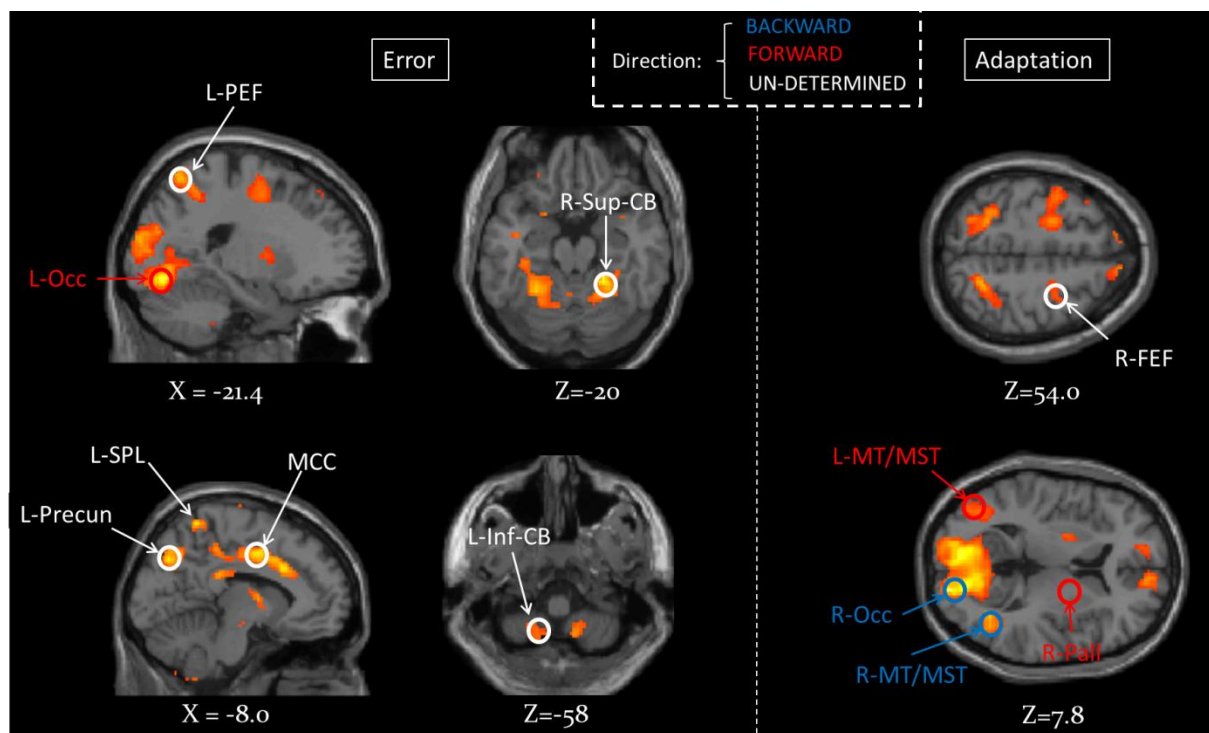 Error
Direction:
BACKWARD
FORWARD
UN-DETERMINED
Adaptation
L-PEF
L-Occ
X = -21.4
R-Sup-CB
Z=-20
R-FEF
Z=54.0
L-SPL
MCC
L-Precun
X = -8.0
L-Inf-CB
Z=-58
L-MT/MST
R-Occ
R-Pall
R-MT/MST
Z=7.8